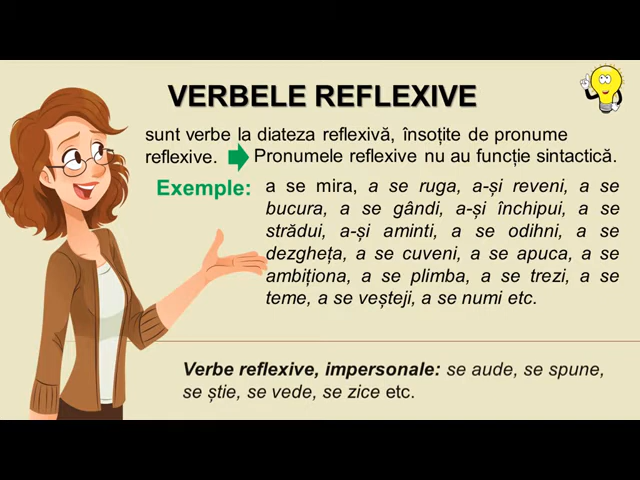 VERBELE REFLEXIVE
sunt verbe la diateza reflexivă, însoțite de pronume
reflexive. Pronumele reflexive nu au funcție sintactică.
Exemple: a se mira, a se ruga, a-și reveni, a se
bucura, a se gândi, a-și închipui, a se
strădui, a-și aminti, a se odihni, a se
dezgheța, a se cuveni, a se apuca, a se
ambiționa, a se plimba, a se trezi, a se
teme, a se veșteji, a se numi etc.
Verbe reflexive, impersonale: se aude, se spune,
se știe, se vede, se zice etc.